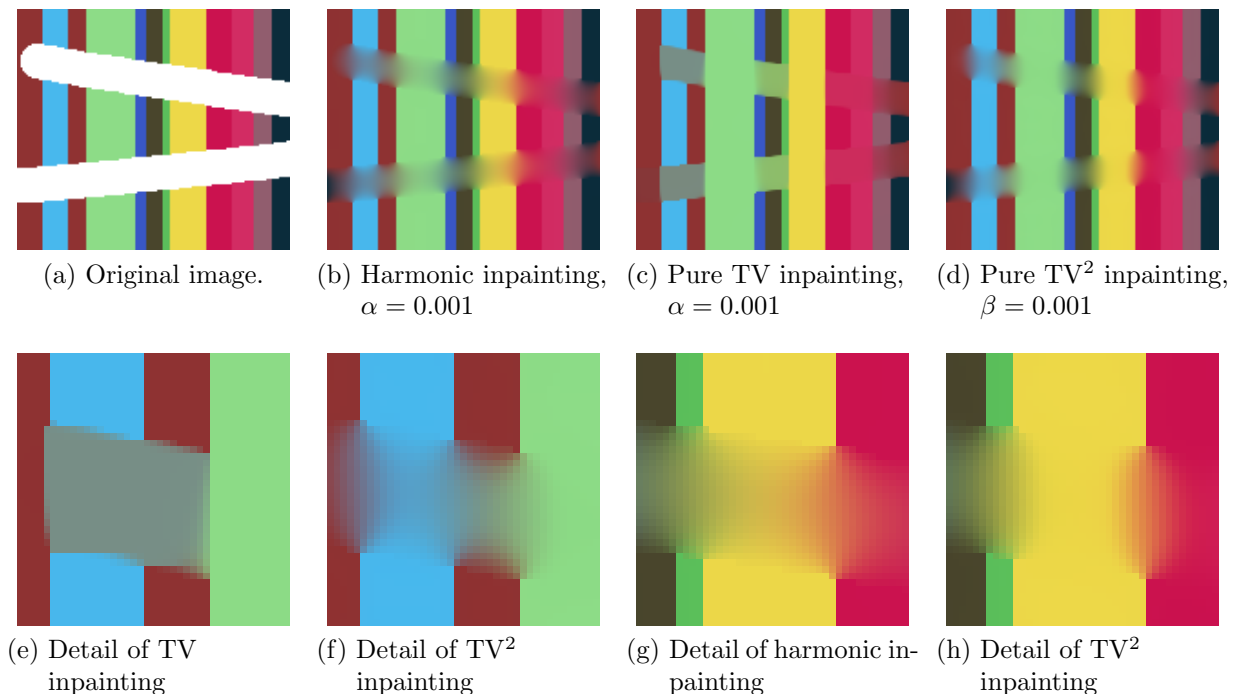 (a) Original image.
(b) Harmonic inpainting,
α = 0.001
(c) Pure TV inpainting,
α = 0.001
(d) Pure TV² inpainting,
β = 0.001
(e) Detail of TV
inpainting
(f) Detail of TV²
inpainting
(g) Detail of harmonic in-
painting
(h) Detail of TV²
inpainting